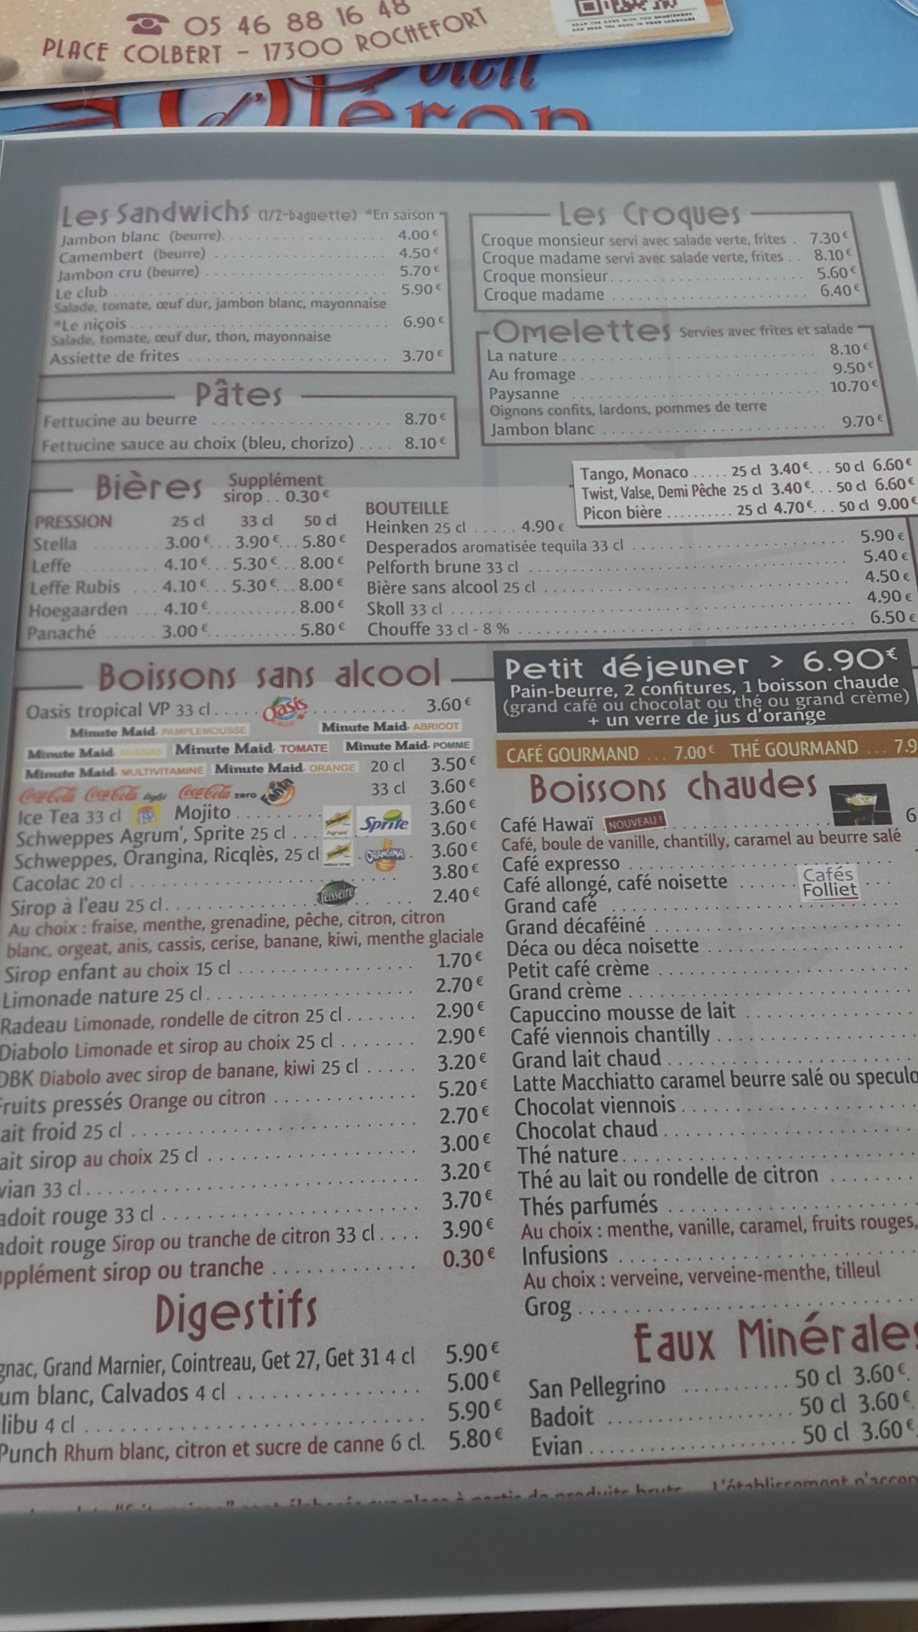 ☎ 05 46 88 16 48
PLACE COLBERT - 17300 ROCHEFORT
d'Oléron
Les Sandwichs (1/2-baguette) *En saison
Jambon blanc (beurre) 4.00 €
Camembert (beurre) 4.50 €
Jambon cru (beurre) 5.70 €
Le club 5.90 €
Salade, tomate, œuf dur, jambon blanc, mayonnaise
*Le niçois 6.90 €
Salade, tomate, œuf dur, thon, mayonnaise
Assiette de frites 3.70 €
Les Croques
Croque monsieur servi avec salade verte, frites 7.30 €
Croque madame servi avec salade verte, frites 8.10 €
Croque monsieur 5.60 €
Croque madame 6.40 €
Omelettes Servies avec frites et salade
La nature 8.10 €
Au fromage 9.50 €
Paysanne 10.70 €
Oignons confits, lardons, pommes de terre
Jambon blanc 9.70 €
Pâtes
Fettucine au beurre 8.70 €
Fettucine sauce au choix (bleu, chorizo) 8.10 €
Bières Supplément sirop . . 0.30 €
PRESSION 25 cl 33 cl 50 cl
Stella 3.00 € 3.90 € 5.80 €
Leffe 4.10 € 5.30 € 8.00 €
Leffe Rubis 4.10 € 5.30 € 8.00 €
Hoegaarden 4.10 € 8.00 €
Panaché 3.00 € 5.80 €
Tango, Monaco 25 cl 3.40 € 50 cl 6.60 €
Twist, Valse, Demi Pêche 25 cl 3.40 € 50 cl 6.60 €
Picon bière 25 cl 4.70 € 50 cl 9.00 €
BOUTEILLE
Heinken 25 cl 4.90 €
Desperados aromatisée tequila 33 cl 5.90 €
Pelforth brune 33 cl 5.40 €
Bière sans alcool 25 cl 4.50 €
Skoll 33 cl 4.90 €
Chouffe 33 cl - 8 % 6.50 €
Boissons sans alcool
Oasis tropical VP 33 cl Oasis 3.60 €
Minute Maid PAMPLEMOUSSE Minute Maid ABRICOT
Minute Maid ANANAS Minute Maid TOMATE Minute Maid POMME
Minute Maid MULTIVITAMINÉ Minute Maid ORANGE 20 cl 3.50 €
Coca-Cola Coca-Cola light Coca-Cola zero Fanta 33 cl 3.60 €
Ice Tea 33 cl Mojito 3.60 €
Schweppes Agrum', Sprite 25 cl Sprite 3.60 €
Schweppes, Orangina, Ricqlès, 25 cl ORANGINA 3.60 €
Cacolac 20 cl 3.80 €
Sirop à l'eau 25 cl Teisseire 2.40 €
Au choix : fraise, menthe, grenadine, pêche, citron, citron
blanc, orgeat, anis, cassis, cerise, banane, kiwi, menthe glaciale
Sirop enfant au choix 15 cl 1.70 €
Limonade nature 25 cl 2.70 €
Radeau Limonade, rondelle de citron 25 cl 2.90 €
Diabolo Limonade et sirop au choix 25 cl 2.90 €
DBK Diabolo avec sirop de banane, kiwi 25 cl 3.20 €
Fruits pressés Orange ou citron 5.20 €
ait froid 25 cl 2.70 €
ait sirop au choix 25 cl 3.00 €
vian 33 cl 3.20 €
adoit rouge 33 cl 3.70 €
adoit rouge Sirop ou tranche de citron 33 cl 3.90 €
upplément sirop ou tranche 0.30 €
Digestifs
gnac, Grand Marnier, Cointreau, Get 27, Get 31 4 cl 5.90 €
um blanc, Calvados 4 cl 5.00 €
libu 4 cl 5.90 €
Punch Rhum blanc, citron et sucre de canne 6 cl. 5.80 €
Petit déjeuner > 6.90 €
Pain-beurre, 2 confitures, 1 boisson chaude
(grand café ou chocolat ou thé ou grand crème)
+ un verre de jus d'orange
CAFÉ GOURMAND ... 7.00 € THÉ GOURMAND ... 7.9
Boissons chaudes
Café Hawaï NOUVEAU ! 6
Café, boule de vanille, chantilly, caramel au beurre salé
Café expresso
Café allongé, café noisette
Cafés Folliet
Grand café
Grand décaféiné
Déca ou déca noisette
Petit café crème
Grand crème
Capuccino mousse de lait
Café viennois chantilly
Grand lait chaud
Latte Macchiatto caramel beurre salé ou speculo
Chocolat viennois
Chocolat chaud
Thé nature
Thé au lait ou rondelle de citron
Thés parfumés
Au choix : menthe, vanille, caramel, fruits rouges,
Infusions
Au choix : verveine, verveine-menthe, tilleul
Grog
Eaux Minérales
San Pellegrino 50 cl 3.60 €
Badoit 50 cl 3.60 €
Evian 50 cl 3.60 €